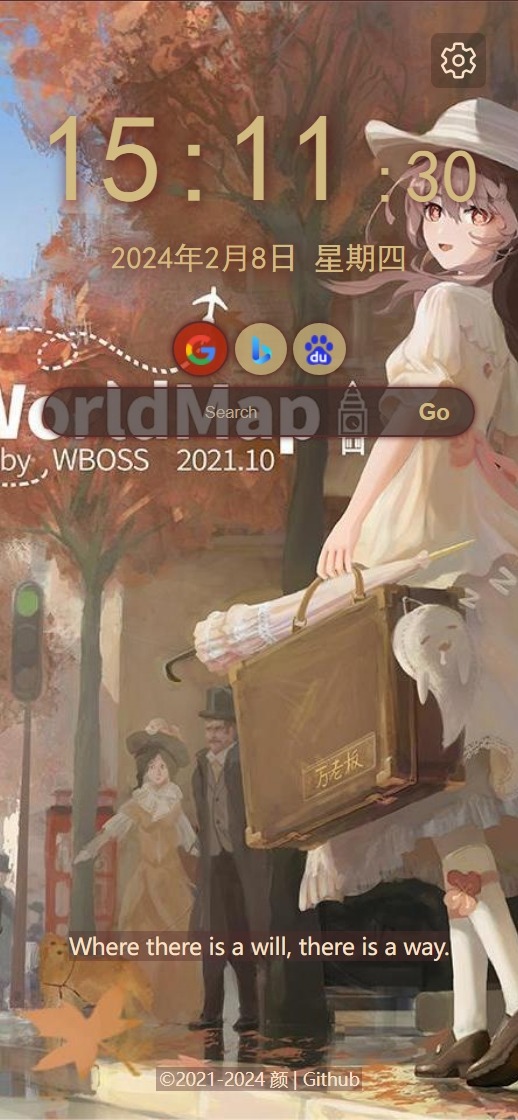 15:11 :30
2024年2月8日 星期四
du
WorldMap
Search Go
by WBOSS 2021.10
万老板
Where there is a will, there is a way.
©2021-2024 颜 | Github